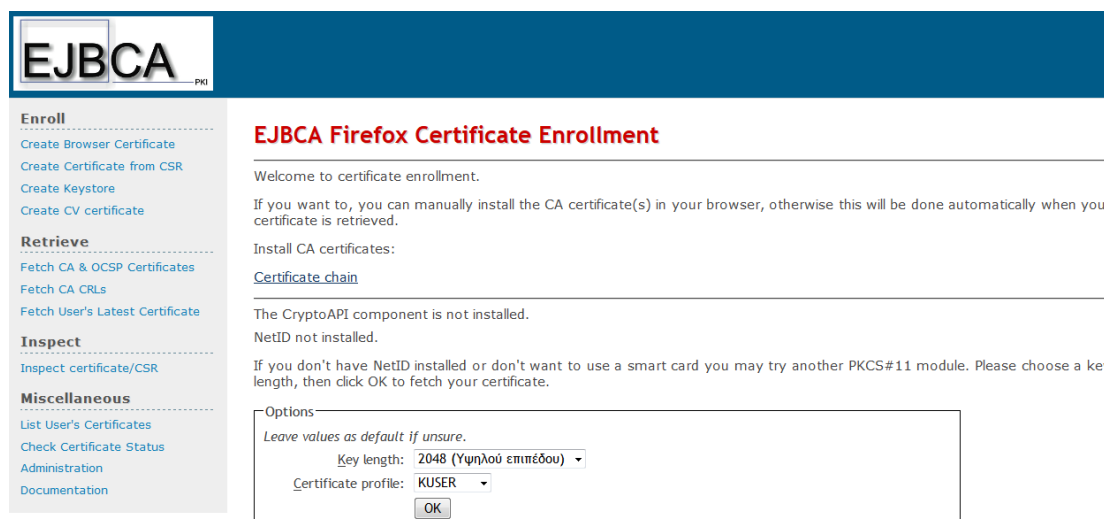 EJBCA
PKI
Enroll
Create Browser Certificate
Create Certificate from CSR
Create Keystore
Create CV certificate
Retrieve
Fetch CA & OCSP Certificates
Fetch CA CRLs
Fetch User's Latest Certificate
Inspect
Inspect certificate/CSR
Miscellaneous
List User's Certificates
Check Certificate Status
Administration
Documentation
EJBCA Firefox Certificate Enrollment
Welcome to certificate enrollment.
If you want to, you can manually install the CA certificate(s) in your browser, otherwise this will be done automatically when you
certificate is retrieved.
Install CA certificates:
Certificate chain
The CryptoAPI component is not installed.
NetID not installed.
If you don't have NetID installed or don't want to use a smart card you may try another PKCS#11 module. Please choose a key
length, then click OK to fetch your certificate.
Options
Leave values as default if unsure.
Key length: 2048 (Υψηλού επιπέδου)
Certificate profile: KUSER
OK